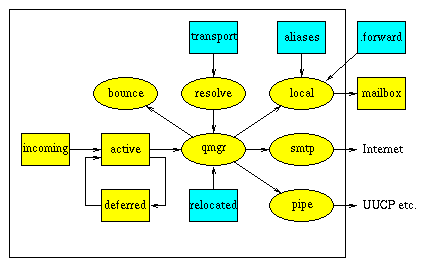 transport
aliases
.forward
bounce
resolve
local
mailbox
incoming
active
qmgr
smtp
Internet
deferred
relocated
pipe
UUCP etc.